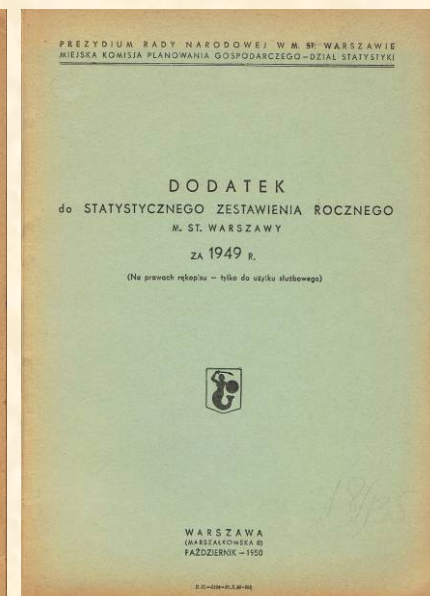 PREZYDIUM RADY NARODOWEJ W M. ST. WARSZAWIE
MIEJSKA KOMISJA PLANOWANIA GOSPODARCZEGO – DZIAŁ STATYSTYKI
DODATEK
do STATYSTYCZNEGO ZESTAWIENIA ROCZNEGO
M. ST. WARSZAWY
ZA 1949 R.
(Na prawach rękopisu – tylko do użytku służbowego)
WARSZAWA
(MARSZAŁKOWSKA 8)
PAŹDZIERNIK – 1950